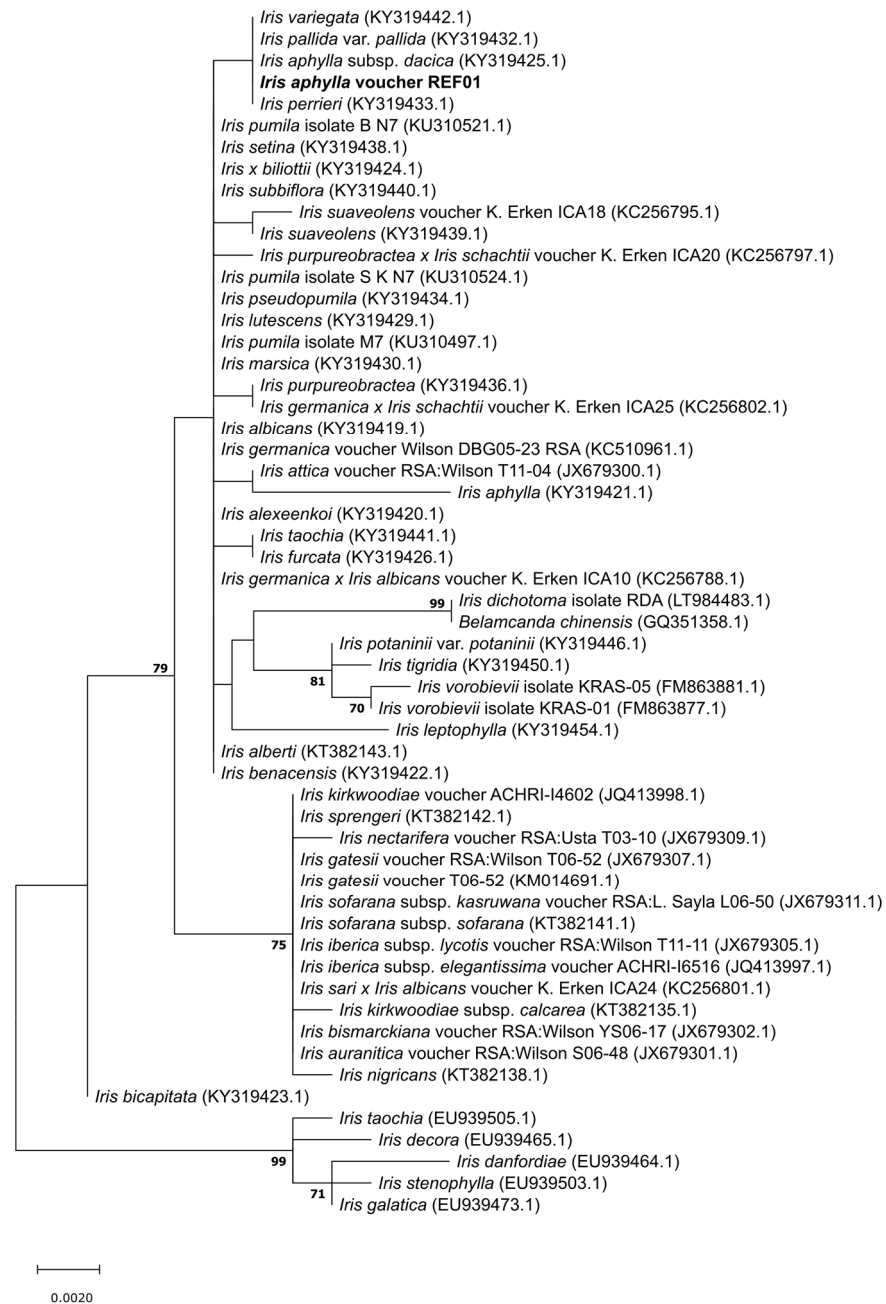 Iris variegata (KY319442.1)
Iris pallida var. pallida (KY319432.1)
Iris aphylla subsp. dacica (KY319425.1)
Iris aphylla voucher REF01
Iris perrieri (KY319433.1)
Iris pumila isolate B N7 (KU310521.1)
Iris setina (KY319438.1)
Iris x biliottii (KY319424.1)
Iris subbiflora (KY319440.1)
Iris suaveolens voucher K. Erken ICA18 (KC256795.1)
Iris suaveolens (KY319439.1)
Iris purpureobractea x Iris schachtii voucher K. Erken ICA20 (KC256797.1)
Iris pumila isolate S K N7 (KU310524.1)
Iris pseudopumila (KY319434.1)
Iris lutescens (KY319429.1)
Iris pumila isolate M7 (KU310497.1)
Iris marsica (KY319430.1)
Iris purpureobractea (KY319436.1)
Iris germanica x Iris schachtii voucher K. Erken ICA25 (KC256802.1)
Iris albicans (KY319419.1)
Iris germanica voucher Wilson DBG05-23 RSA (KC510961.1)
Iris attica voucher RSA:Wilson T11-04 (JX679300.1)
Iris aphylla (KY319421.1)
Iris alexeenkoi (KY319420.1)
Iris taochia (KY319441.1)
Iris furcata (KY319426.1)
Iris germanica x Iris albicans voucher K. Erken ICA10 (KC256788.1)
99 Iris dichotoma isolate RDA (LT984483.1)
Belamcanda chinensis (GQ351358.1)
Iris potaninii var. potaninii (KY319446.1)
Iris tigridia (KY319450.1)
79
81
Iris vorobievii isolate KRAS-05 (FM863881.1)
70 Iris vorobievii isolate KRAS-01 (FM863877.1)
Iris leptophylla (KY319454.1)
Iris alberti (KT382143.1)
Iris benacensis (KY319422.1)
Iris kirkwoodiae voucher ACHRI-I4602 (JQ413998.1)
Iris sprengeri (KT382142.1)
Iris nectarifera voucher RSA:Usta T03-10 (JX679309.1)
Iris gatesii voucher RSA:Wilson T06-52 (JX679307.1)
Iris gatesii voucher T06-52 (KM014691.1)
Iris sofarana subsp. kasruwana voucher RSA:L. Sayla L06-50 (JX679311.1)
Iris sofarana subsp. sofarana (KT382141.1)
75 Iris iberica subsp. lycotis voucher RSA:Wilson T11-11 (JX679305.1)
Iris iberica subsp. elegantissima voucher ACHRI-I6516 (JQ413997.1)
Iris sari x Iris albicans voucher K. Erken ICA24 (KC256801.1)
Iris kirkwoodiae subsp. calcarea (KT382135.1)
Iris bismarckiana voucher RSA:Wilson YS06-17 (JX679302.1)
Iris auranitica voucher RSA:Wilson S06-48 (JX679301.1)
Iris nigricans (KT382138.1)
Iris bicapitata (KY319423.1)
Iris taochia (EU939505.1)
Iris decora (EU939465.1)
99
Iris danfordiae (EU939464.1)
Iris stenophylla (EU939503.1)
71
Iris galatica (EU939473.1)
0.0020